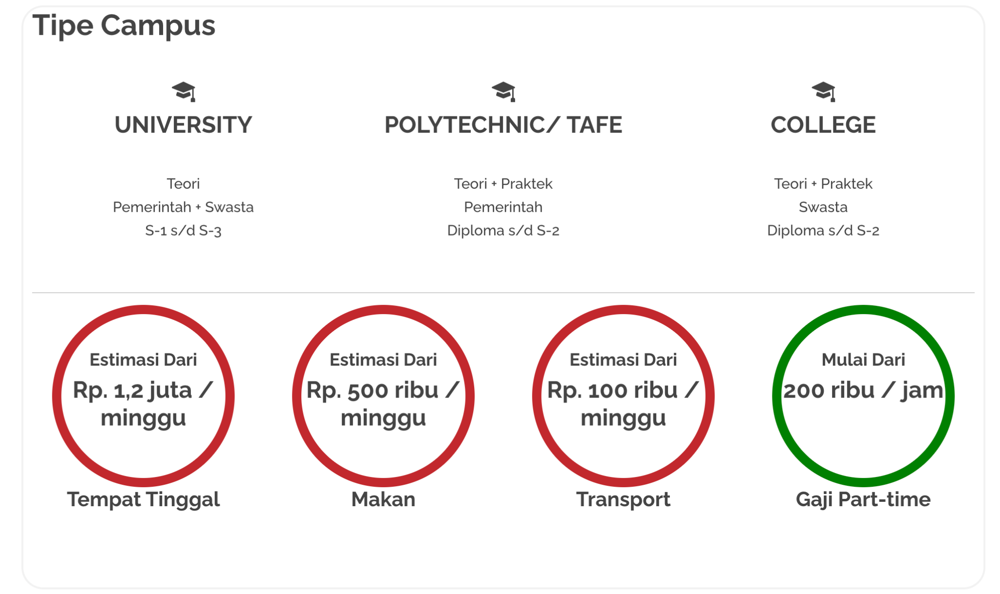 Tipe Campus
UNIVERSITY
Teori
Pemerintah + Swasta
S-1 s/d S-3
POLYTECHNIC/ TAFE
Teori + Praktek
Pemerintah
Diploma s/d S-2
COLLEGE
Teori + Praktek
Swasta
Diploma s/d S-2
Estimasi Dari
Rp. 1,2 juta /
minggu
Tempat Tinggal
Estimasi Dari
Rp. 500 ribu /
minggu
Makan
Estimasi Dari
Rp. 100 ribu /
minggu
Transport
Mulai Dari
200 ribu / jam
Gaji Part-time